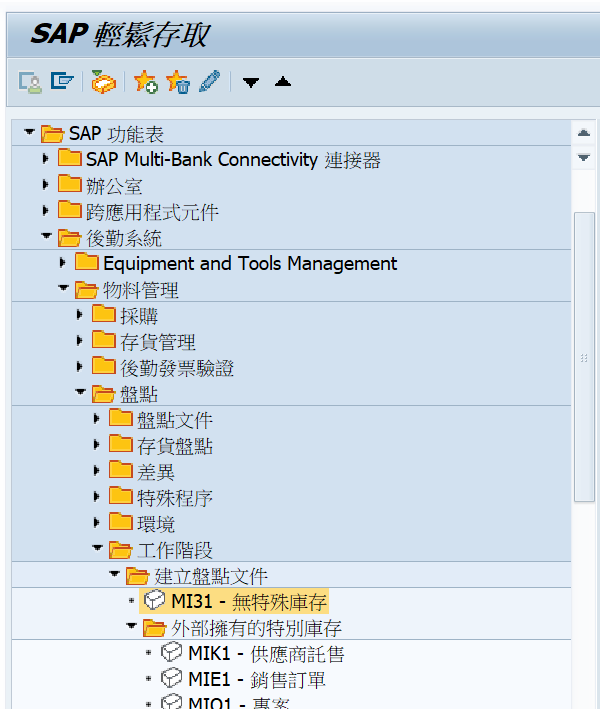 SAP 輕鬆存取
SAP 功能表
SAP Multi-Bank Connectivity 連接器
辦公室
跨應用程式元件
後勤系統
Equipment and Tools Management
物料管理
採購
存貨管理
後勤發票驗證
盤點
盤點文件
存貨盤點
差異
特殊程序
環境
工作階段
建立盤點文件
MI31 - 無特殊庫存
外部擁有的特別庫存
MIK1 - 供應商託售
MIE1 - 銷售訂單
MIQ1 - 專案